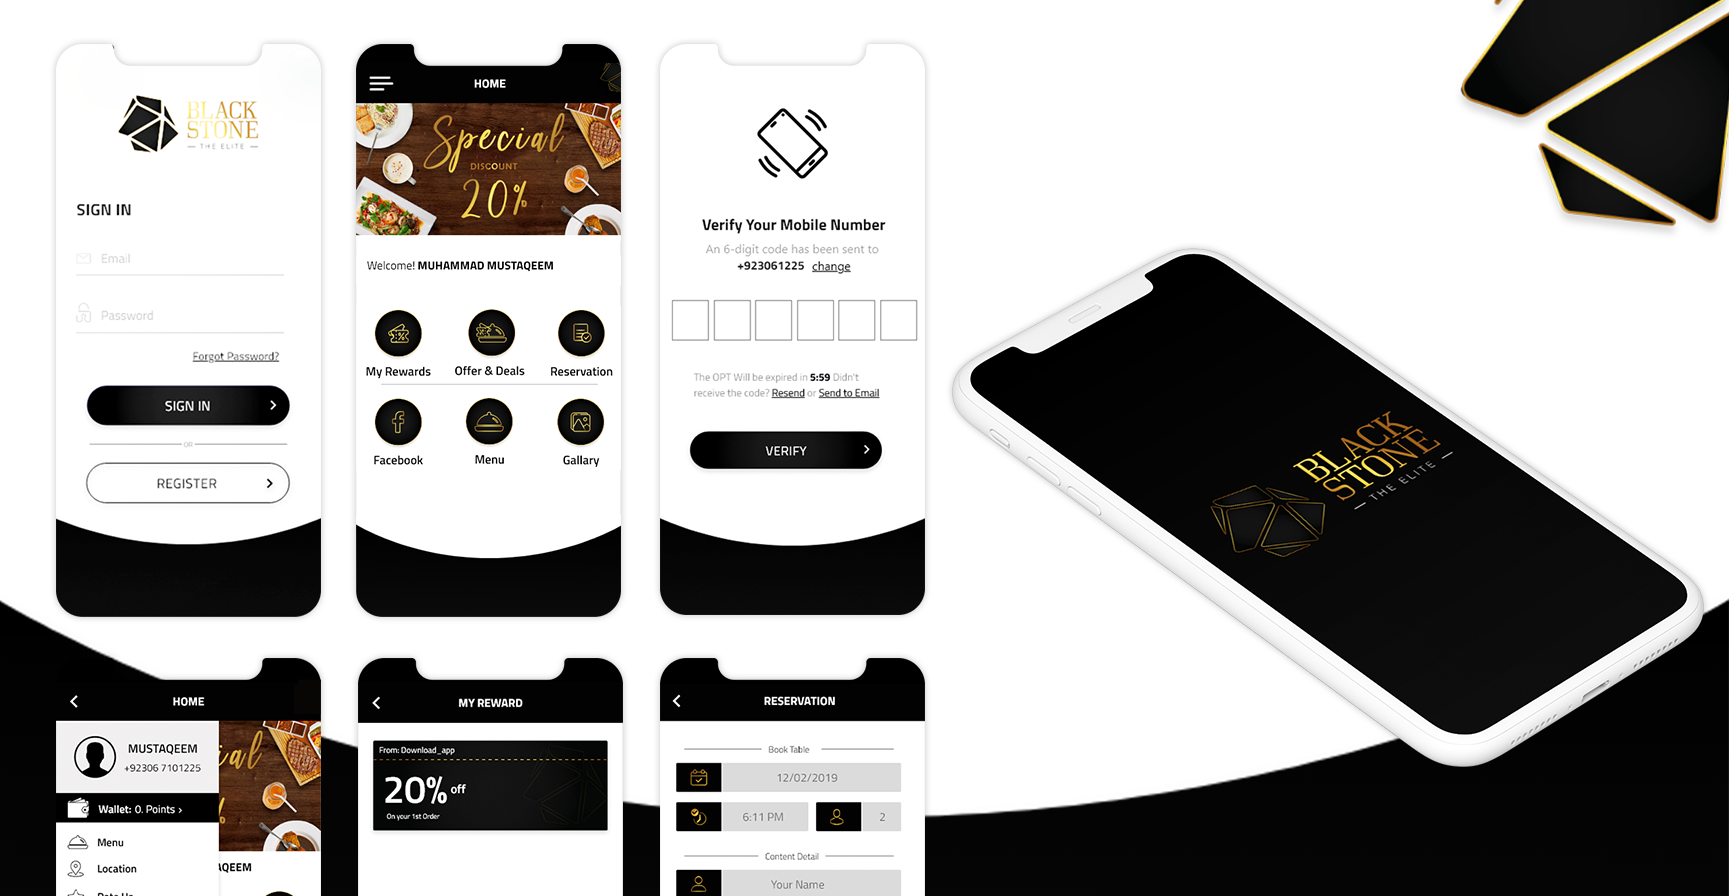 BLACK
STONE
THE ELITE
SIGN IN
Email
Password
Forgot Password?
SIGN IN
OR
REGISTER
HOME
Special
DISCOUNT
20%
Welcome! MUHAMMAD MUSTAQEEM
My Rewards
Offer & Deals
Reservation
Facebook
Menu
Gallary
Verify Your Mobile Number
An 6-digit code has been sent to
+923061225 change
The OPT Will be expired in 5:59 Didn't
receive the code? Resend or Send to Email
VERIFY
BLACK
STONE
THE ELITE
HOME
MUSTAQEEM
+92306 7101225
Wallet: 0. Points ›
Menu
Location
Rate Us
ial
%
AQEEM
MY REWARD
From: Download_app
20% off
On your 1st Order
RESERVATION
Book Table
12/02/2019
6:11 PM
2
Content Detail
Your Name